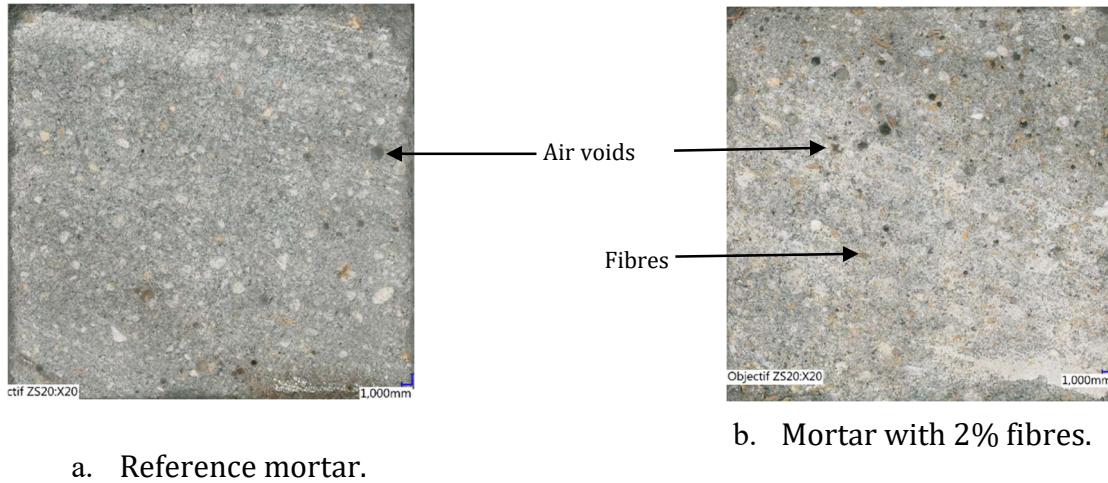 Air voids
Fibres
ctif ZS20:X20
1,000mm
Objectif ZS20:X20
1,000mm
a. Reference mortar.
b. Mortar with 2% fibres.